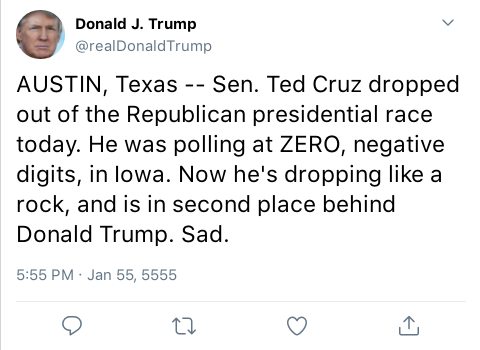 Donald J. Trump
@realDonaldTrump
AUSTIN, Texas -- Sen. Ted Cruz dropped
out of the Republican presidential race
today. He was polling at ZERO, negative
digits, in Iowa. Now he's dropping like a
rock, and is in second place behind
Donald Trump. Sad.
5:55 PM · Jan 55, 5555